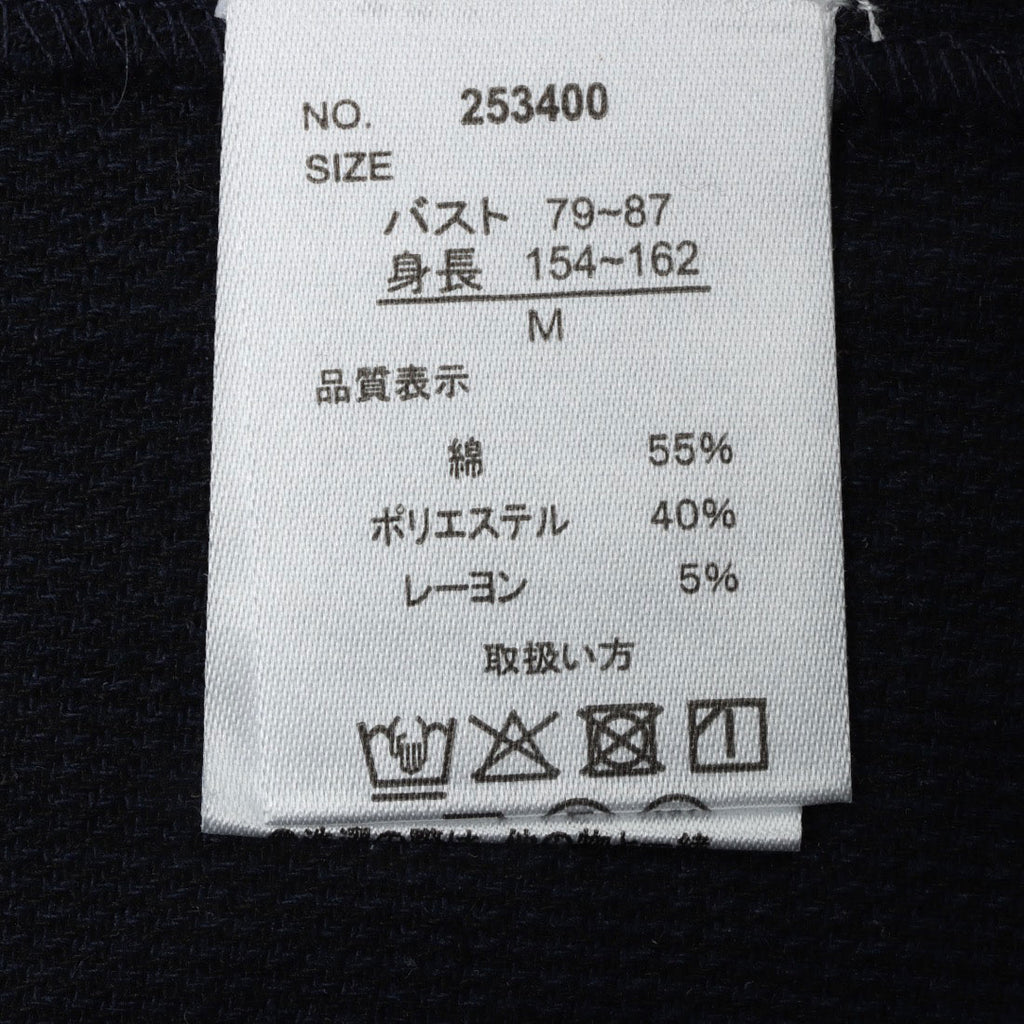 NO. 253400
SIZE
バスト 79~87
身長 154~162
M
品質表示
綿 55%
ポリエステル 40%
レーヨン 5%
取扱い方